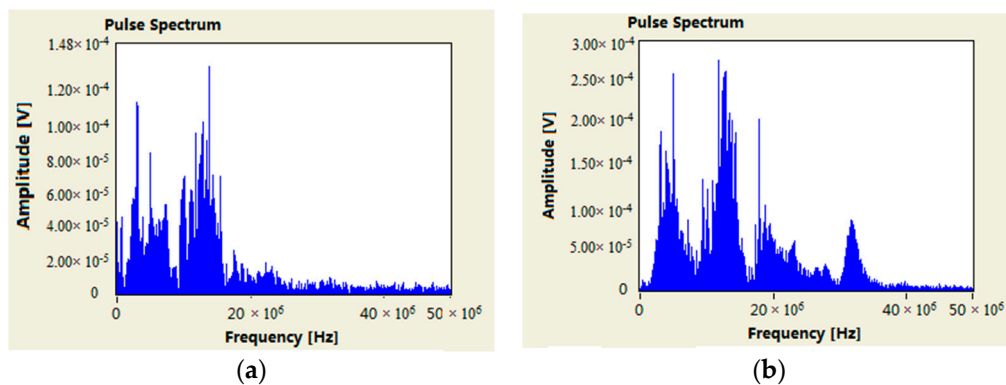 Pulse Spectrum
1.48× 10⁻⁴
1.20× 10⁻⁴
1.00× 10⁻⁴
8.00× 10⁻⁵
6.00× 10⁻⁵
4.00× 10⁻⁵
2.00× 10⁻⁵
0
Amplitude [V]
0
20 × 10⁶
40 × 10⁶
50 × 10⁶
Frequency [Hz]
(a)
Pulse Spectrum
3.00× 10⁻⁴
2.50× 10⁻⁴
2.00× 10⁻⁴
1.50× 10⁻⁴
1.00× 10⁻⁴
5.00× 10⁻⁵
0
Amplitude [V]
0
20 × 10⁶
40 × 10⁶
50 × 10⁶
Frequency [Hz]
(b)